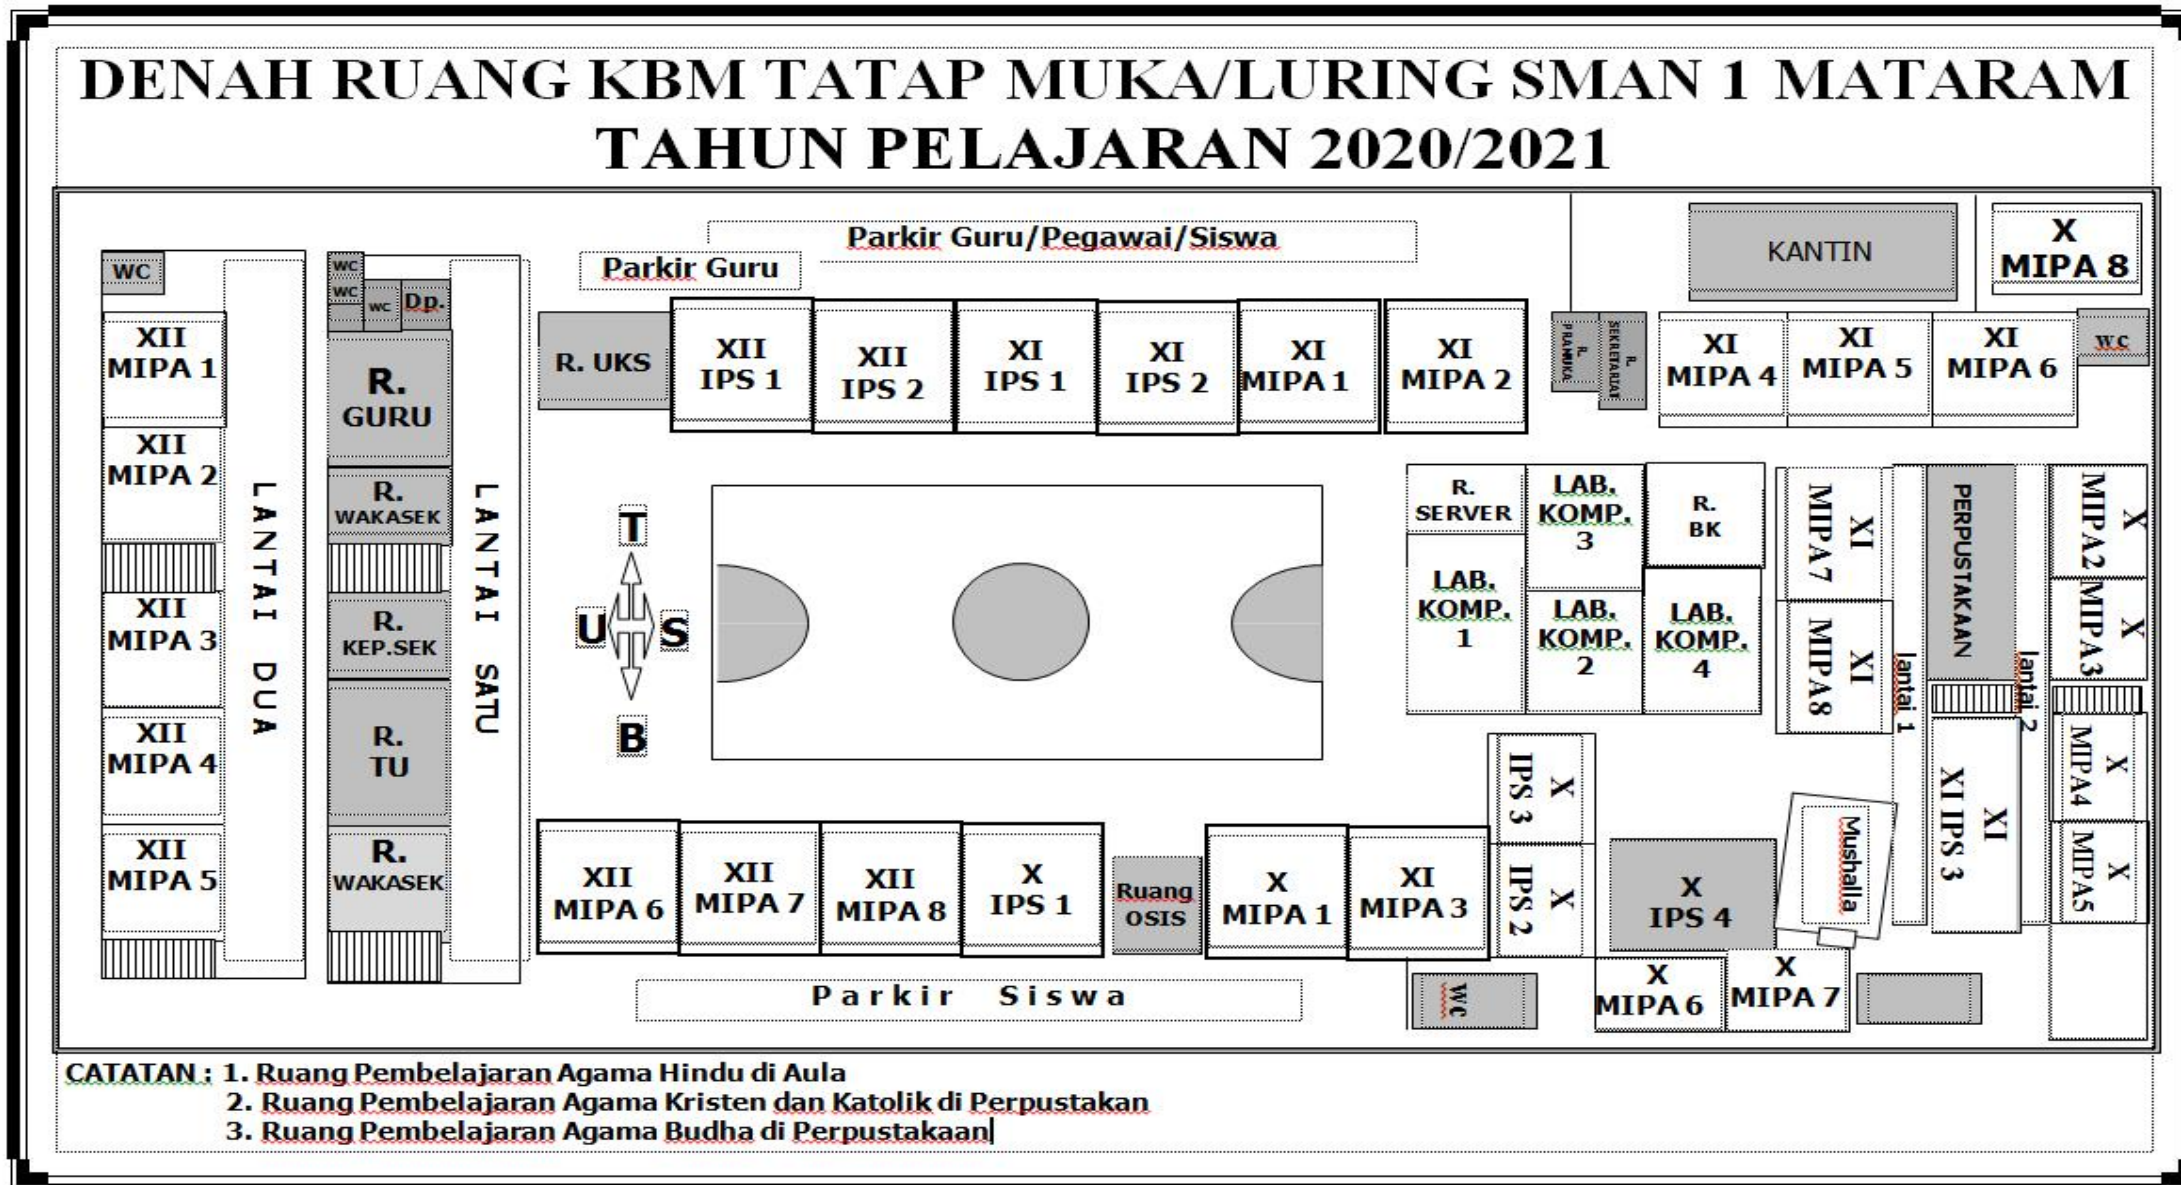 DENAH RUANG KBM TATAP MUKA/LURING SMAN 1 MATARAM
TAHUN PELAJARAN 2020/2021
Parkir Guru/Pegawai/Siswa
Parkir Guru
KANTIN
X
MIPA 8
WC
XII
MIPA 1
XII
MIPA 2
XII
MIPA 3
XII
MIPA 4
XII
MIPA 5
LANTAI DUA
WC
WC
WC
Dp.
R.
GURU
R.
WAKASEK
R.
KEP.SEK
R.
TU
R.
WAKASEK
LANTAI SATU
R. UKS
XII
IPS 1
XII
IPS 2
XI
IPS 1
XI
IPS 2
XI
MIPA 1
XI
MIPA 2
R.
PRAMUKA
R.
SEKRETARIAT
XI
MIPA 4
XI
MIPA 5
XI
MIPA 6
WC
T
U
S
B
R.
SERVER
LAB.
KOMP.
1
LAB.
KOMP.
3
LAB.
KOMP.
2
R.
BK
LAB.
KOMP.
4
XI
MIPA7
XI
MIPA8
lantai 1
PERPUSTAKAAN
XI
XI IPS 3
lantai 2
X
MIPA2
X
MIPA3
X
MIPA4
X
MIPA5
XII
MIPA 6
XII
MIPA 7
XII
MIPA 8
X
IPS 1
Ruang
OSIS
X
MIPA 1
XI
MIPA 3
X
IPS 3
X
IPS 2
X
IPS 4
Mushalla
X
MIPA 6
X
MIPA 7
Wc
Parkir Siswa
CATATAN : 1. Ruang Pembelajaran Agama Hindu di Aula
2. Ruang Pembelajaran Agama Kristen dan Katolik di Perpustakan
3. Ruang Pembelajaran Agama Budha di Perpustakaan